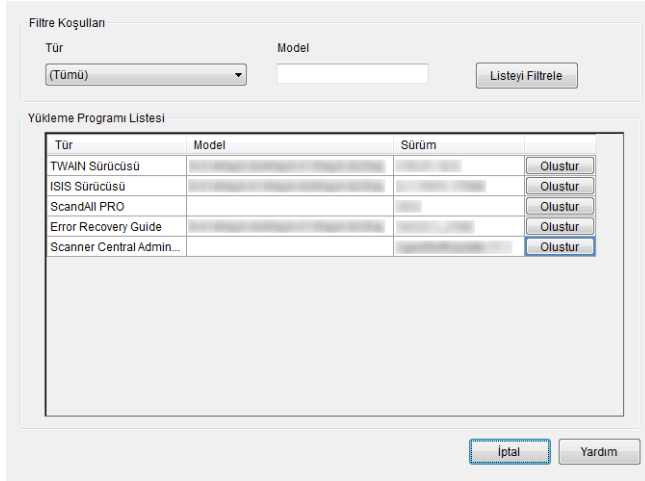 Filtre Koşulları
Tür Model
(Tümü) Listeyi Filtrele
Yükleme Programı Listesi
Tür Model Sürüm
TWAIN Sürücüsü Oluştur
ISIS Sürücüsü Oluştur
ScandAll PRO Oluştur
Error Recovery Guide Oluştur
Scanner Central Admin... Oluştur
İptal Yardım